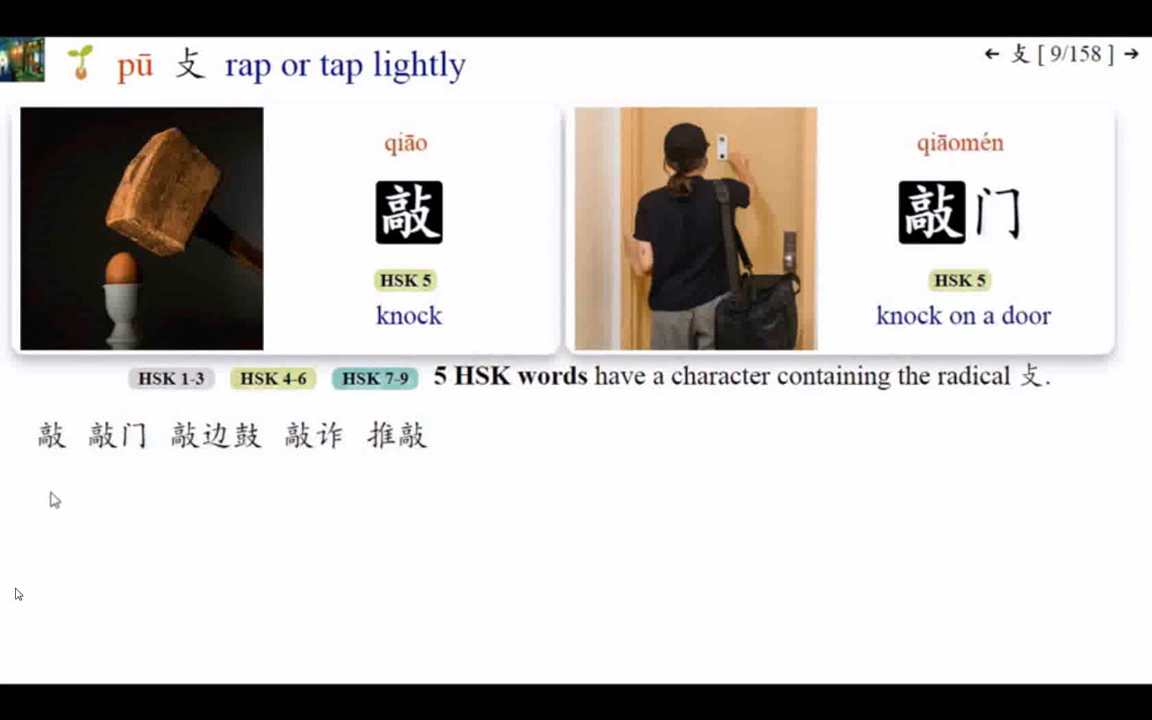 pū 攴 rap or tap lightly
← 攴 [ 9/158 ] →
qiāo
敲
HSK 5
knock
qiāomén
敲门
HSK 5
knock on a door
HSK 1-3 HSK 4-6 HSK 7-9 5 HSK words have a character containing the radical 攴.
敲 敲门 敲边鼓 敲诈 推敲